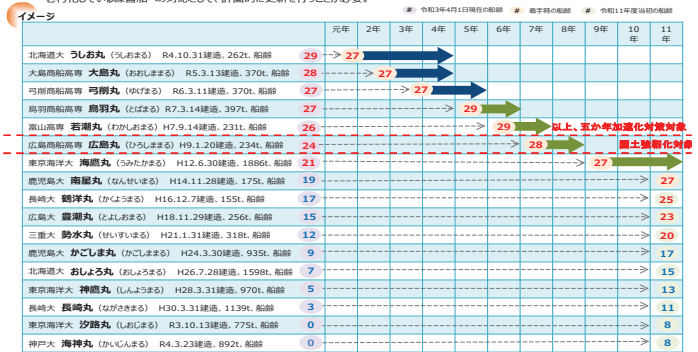 イメージ
# 令和3年4月1日現在の船齢 # 着手時の船齢 # 令和11年度当初の船齢
元年 2年 3年 4年 5年 6年 7年 8年 9年 10年 11年
北海道大 うしお丸（うしおまる） R4.10.31建造、262t、船齢 29 27
大島商船高専 大島丸（おおしままる） R5.3.13建造、370t、船齢 28 27
弓削商船高専 弓削丸（ゆげまる） R6.3.11建造、370t、船齢 27 27
鳥羽商船高専 鳥羽丸（とばまる） R7.3.14建造、397t、船齢 27 29
富山高専 若潮丸（わかしおまる） H7.9.14建造、231t、船齢 26 29 以上、五か年加速化対策対象
広島商船高専 広島丸（ひろしままる） H9.1.20建造、234t、船齢 24 28 国土強靭化対象
東京海洋大 海鷹丸（うみたかまる） H12.6.30建造、1886t、船齢 21 27
鹿児島大 南星丸（なんせいまる） H14.11.28建造、175t、船齢 19 27
長崎大 鶴洋丸（かくようまる） H16.12.7建造、155t、船齢 17 25
広島大 豊潮丸（とよしおまる） H18.11.29建造、256t、船齢 15 23
三重大 勢水丸（せいすいまる） H21.1.31建造、318t、船齢 12 20
鹿児島大 かごしま丸（かごしままる） H24.3.30建造、935t、船齢 9 17
北海道大 おしょろ丸（おしょろまる） H26.7.28建造、1598t、船齢 7 15
東京海洋大 神鷹丸（しんようまる） H28.3.31建造、970t、船齢 5 13
長崎大 長崎丸（ながさきまる） H30.3.31建造、1139t、船齢 3 11
東京海洋大 汐路丸（しおじまる） R3.10.13建造、775t、船齢 0 8
神戸大 海神丸（かいじんまる） R4.3.23建造、892t、船齢 0 8